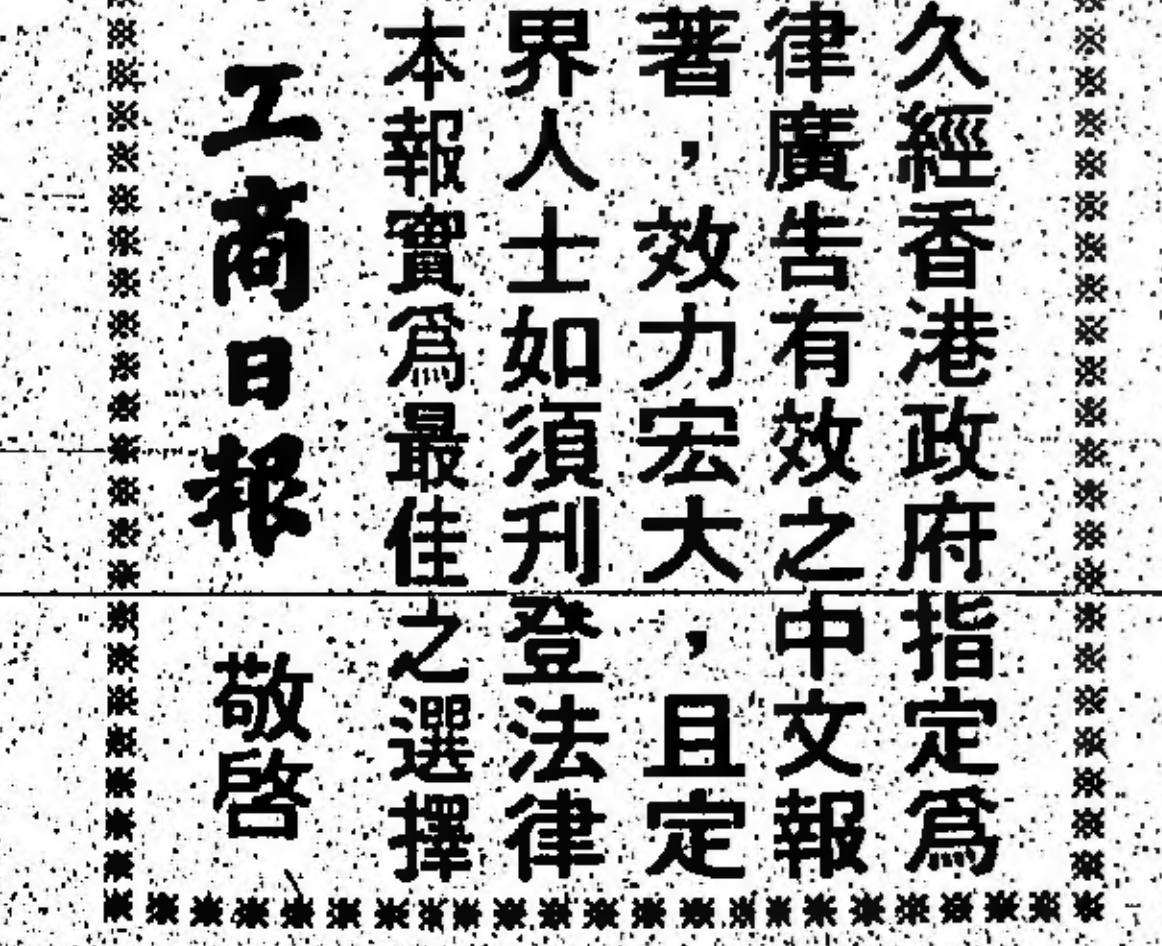 久經香港政府指定爲
律廣告有效之中文報
著，效力宏大，且定
界人士如須刋登法律
本報實爲最佳之選擇
工商日報 敬啓